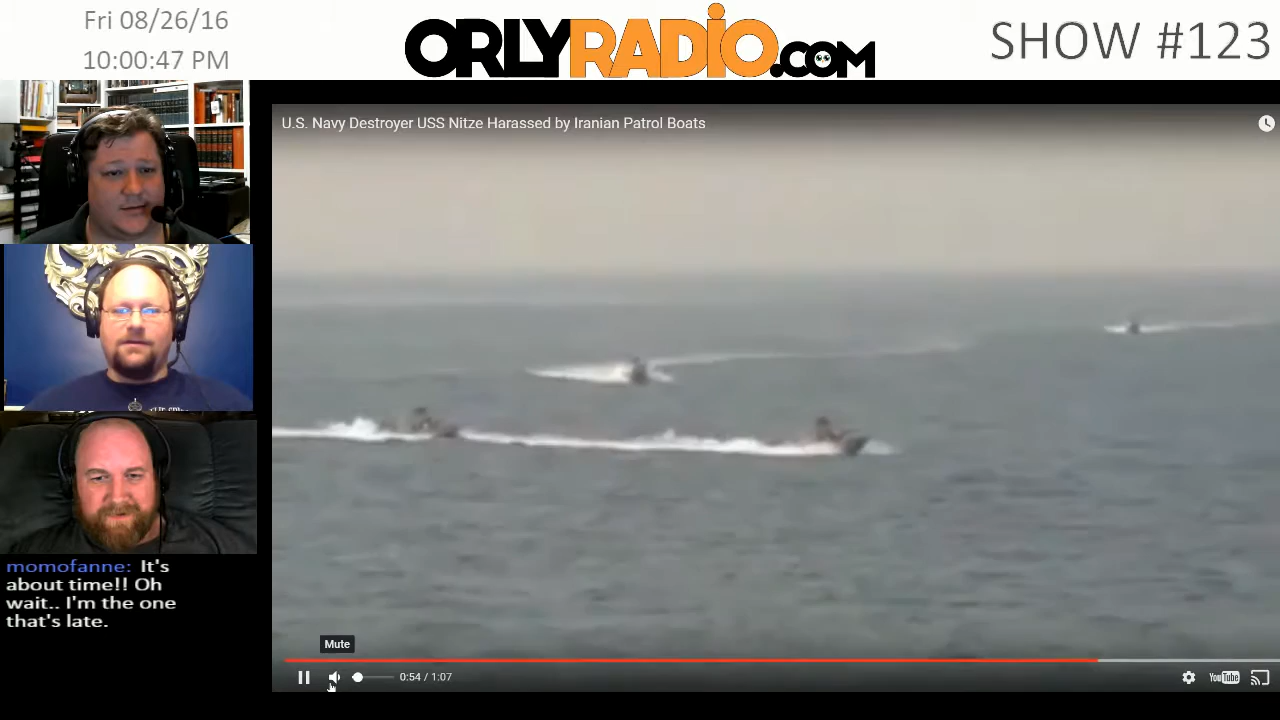 Fri 08/26/16
10:00:47 PM
ORLYRADIO.COM
SHOW #123
U.S. Navy Destroyer USS Nitze Harassed by Iranian Patrol Boats
momofanne: It's
about time!! Oh
wait.. I'm the one
that's late.
Mute
0:54 / 1:07
YouTube